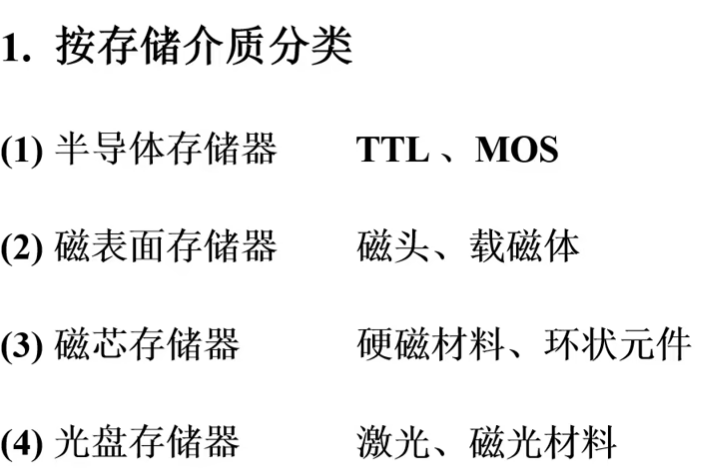 1. 按存储介质分类
(1) 半导体存储器 TTL 、MOS
(2) 磁表面存储器 磁头、载磁体
(3) 磁芯存储器 硬磁材料、环状元件
(4) 光盘存储器 激光、磁光材料